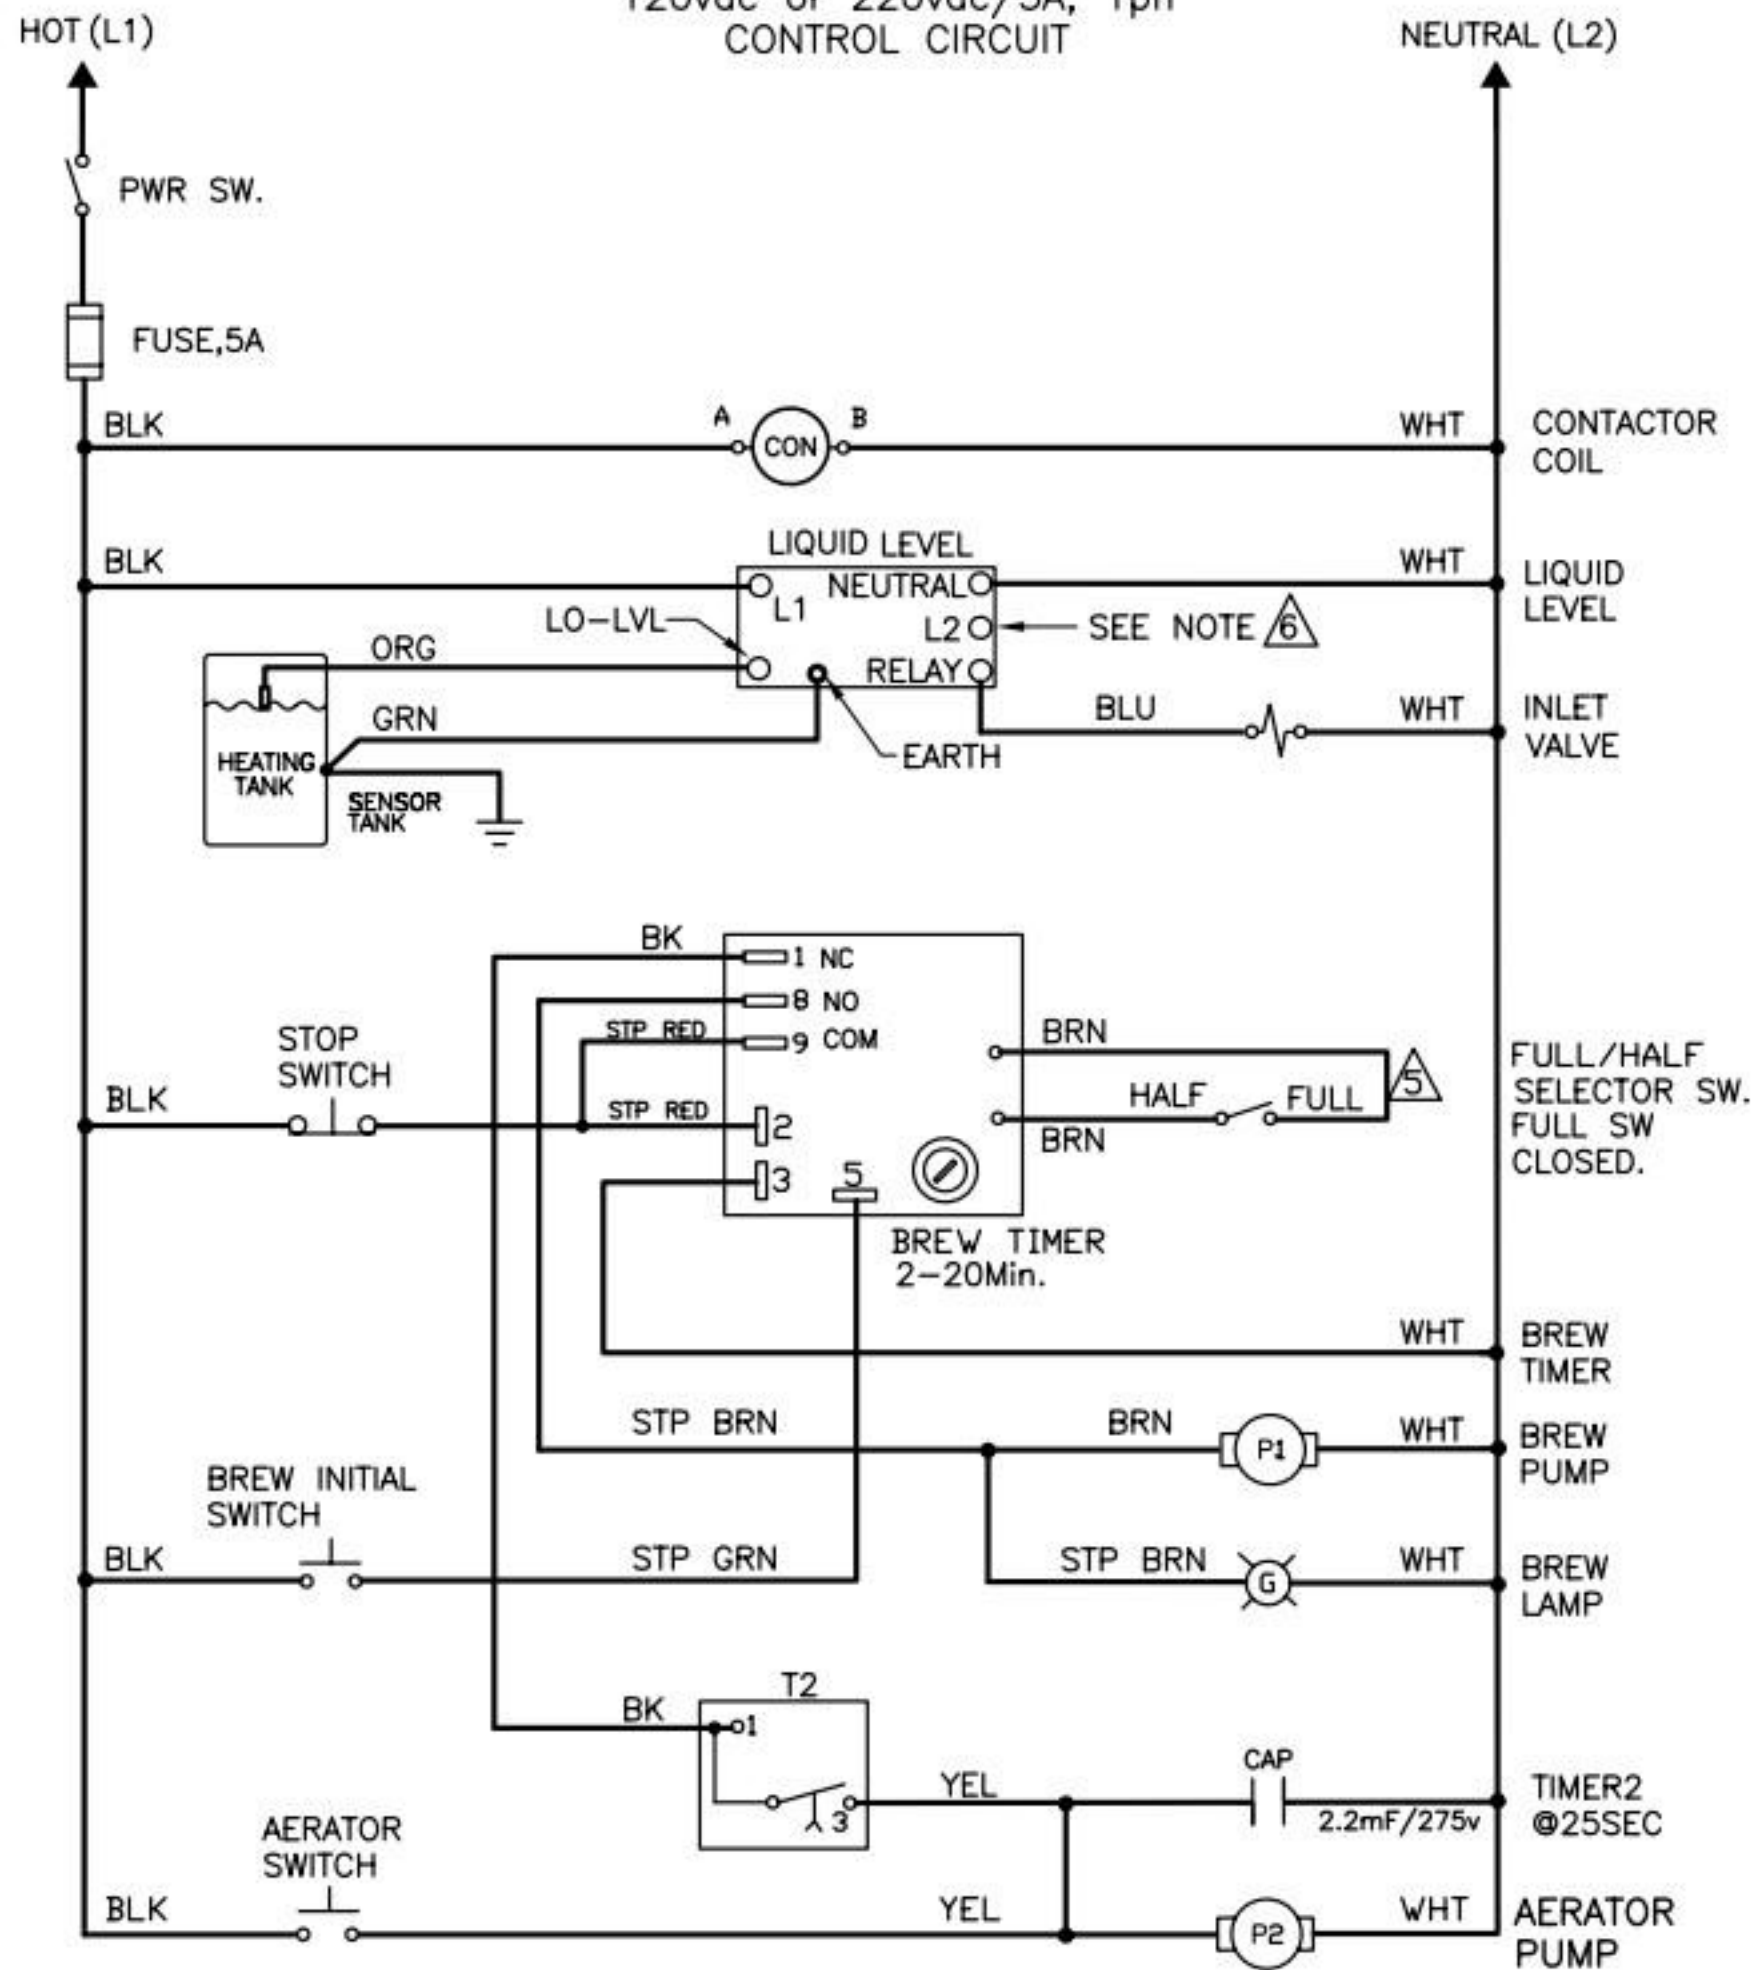 CONTROL CIRCUIT
HOT (L1)
NEUTRAL (L2)
PWR SW.
FUSE,5A
BLK
A
CON
B
WHT
CONTACTOR
COIL
LIQUID LEVEL
BLK
L1
NEUTRAL
WHT
LIQUID
LEVEL
LO-LVL
L2
SEE NOTE 6
ORG
RELAY
GRN
BLU
WHT
INLET
VALVE
EARTH
HEATING
TANK
SENSOR
TANK
BK
1 NC
8 NO
STP RED
9 COM
STOP
SWITCH
BRN
5
FULL/HALF
SELECTOR SW.
FULL SW
CLOSED.
BLK
STP RED
2
HALF
FULL
BRN
3
5
BREW TIMER
2-20Min.
WHT
BREW
TIMER
STP BRN
BRN
P1
WHT
BREW
PUMP
BREW INITIAL
SWITCH
BLK
STP GRN
STP BRN
G
WHT
BREW
LAMP
T2
BK
1
YEL
3
CAP
2.2mF/275v
TIMER2
@25SEC
AERATOR
SWITCH
BLK
YEL
P2
WHT
AERATOR
PUMP